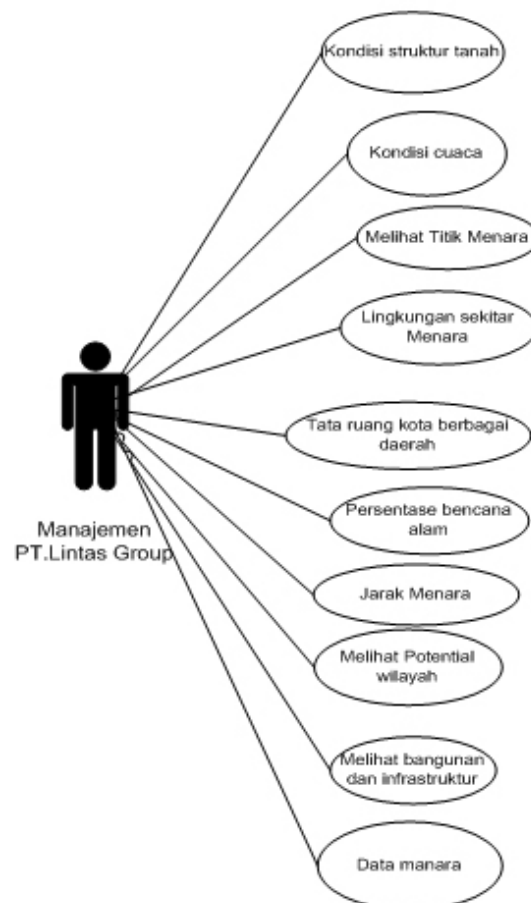 Kondisi struktur tanah
Kondisi cuaca
Melihat Titik Menara
Lingkungan sekitar
Menara
Tata ruang kota berbagai
daerah
Persentase bencana
alam
Jarak Menara
Melihat Potential
wilayah
Melihat bangunan
dan infrastruktur
Data manara
Manajemen
PT.Lintas Group